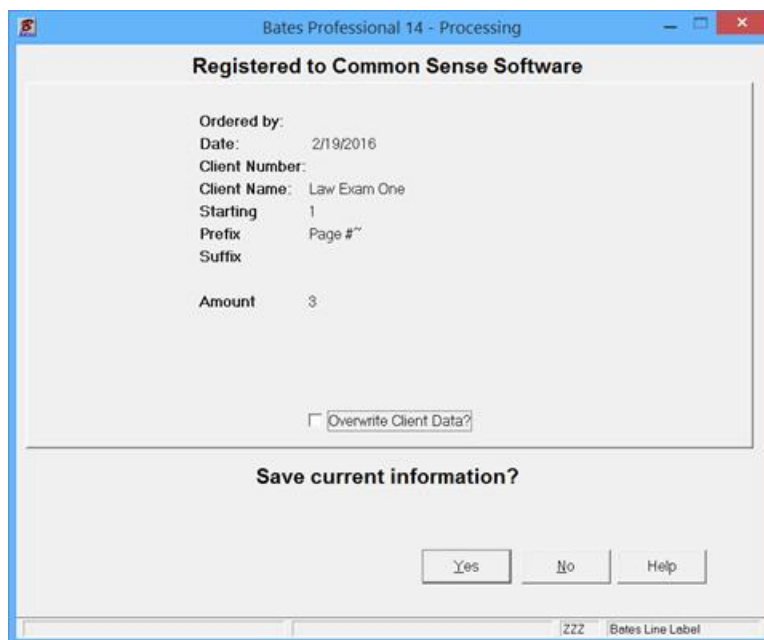 Bates Professional 14 - Processing
Registered to Common Sense Software
Ordered by:
Date: 2/19/2016
Client Number:
Client Name: Law Exam One
Starting 1
Prefix Page #~
Suffix
Amount 3
Overwrite Client Data?
Save current information?
Yes No Help
ZZZ Bates Line Label